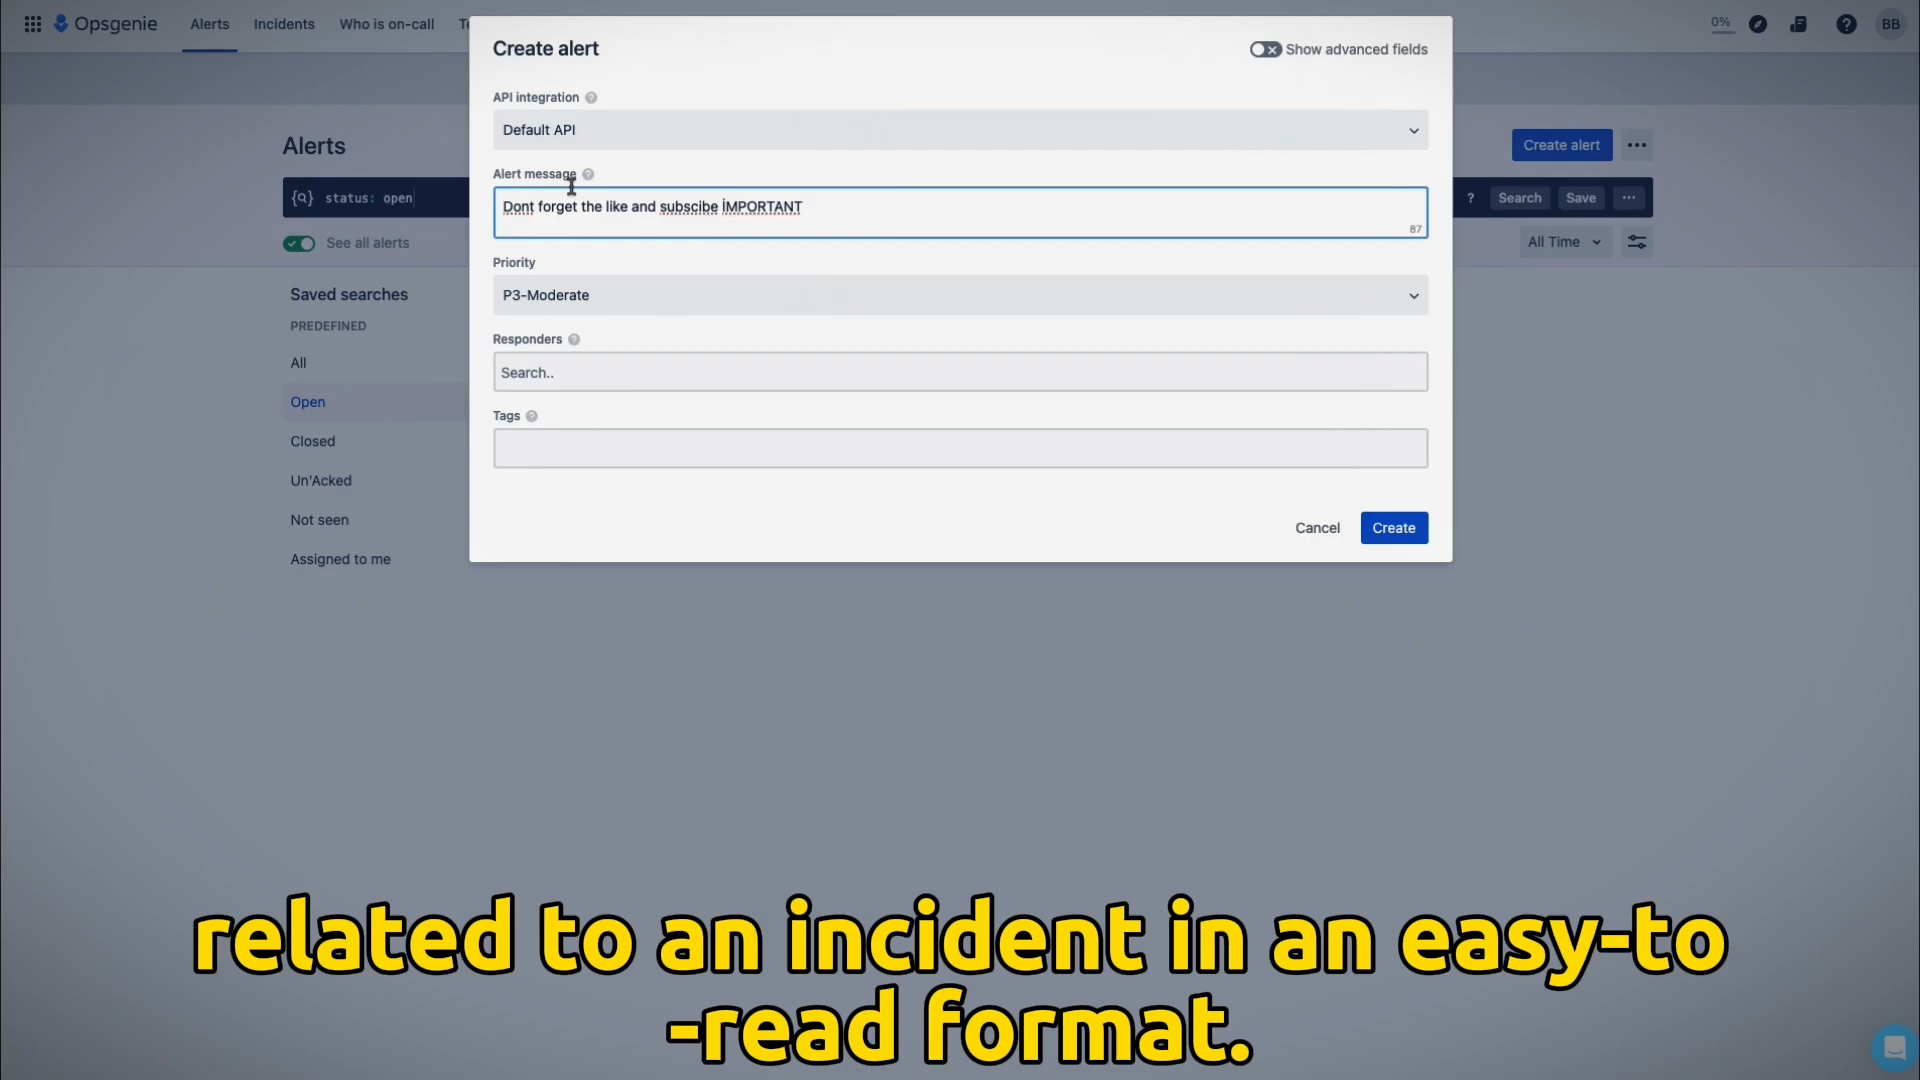 Opsgenie Alerts Incidents Who is on-call
0% BB
Create alert
Show advanced fields
API integration ?
Default API
Alerts
Create alert
Alert message ?
{ } status: open
Dont forget the like and subscibe İMPORTANT
87
? Search Save
See all alerts
All Time
Priority
P3-Moderate
Saved searches
PREDEFINED
Responders ?
All
Search..
Open
Tags ?
Closed
Un'Acked
Not seen
Cancel Create
Assigned to me
related to an incident in an easy-to
-read format.